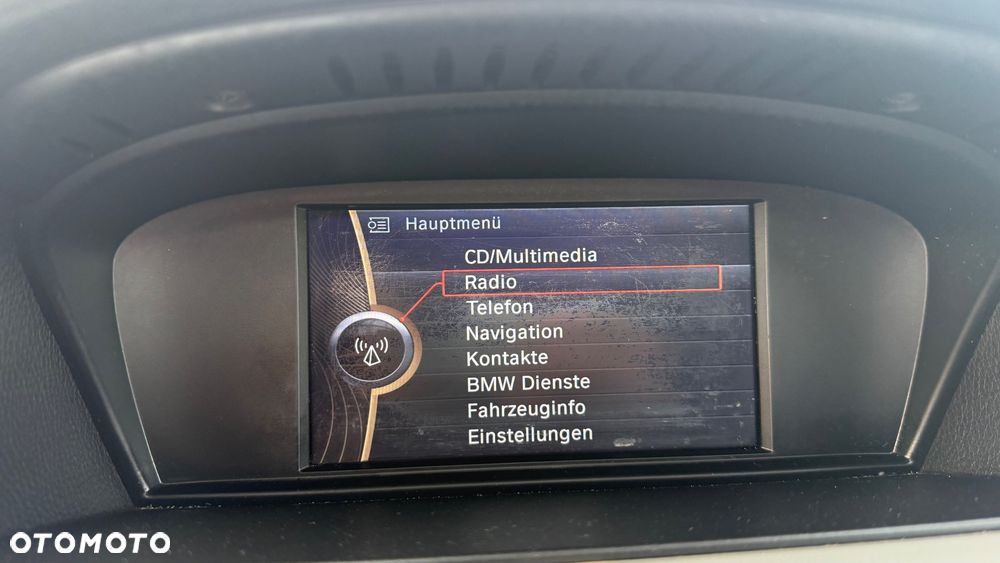 Hauptmenü
CD/Multimedia
Radio
Telefon
Navigation
Kontakte
BMW Dienste
Fahrzeuginfo
Einstellungen
OTOMOTO